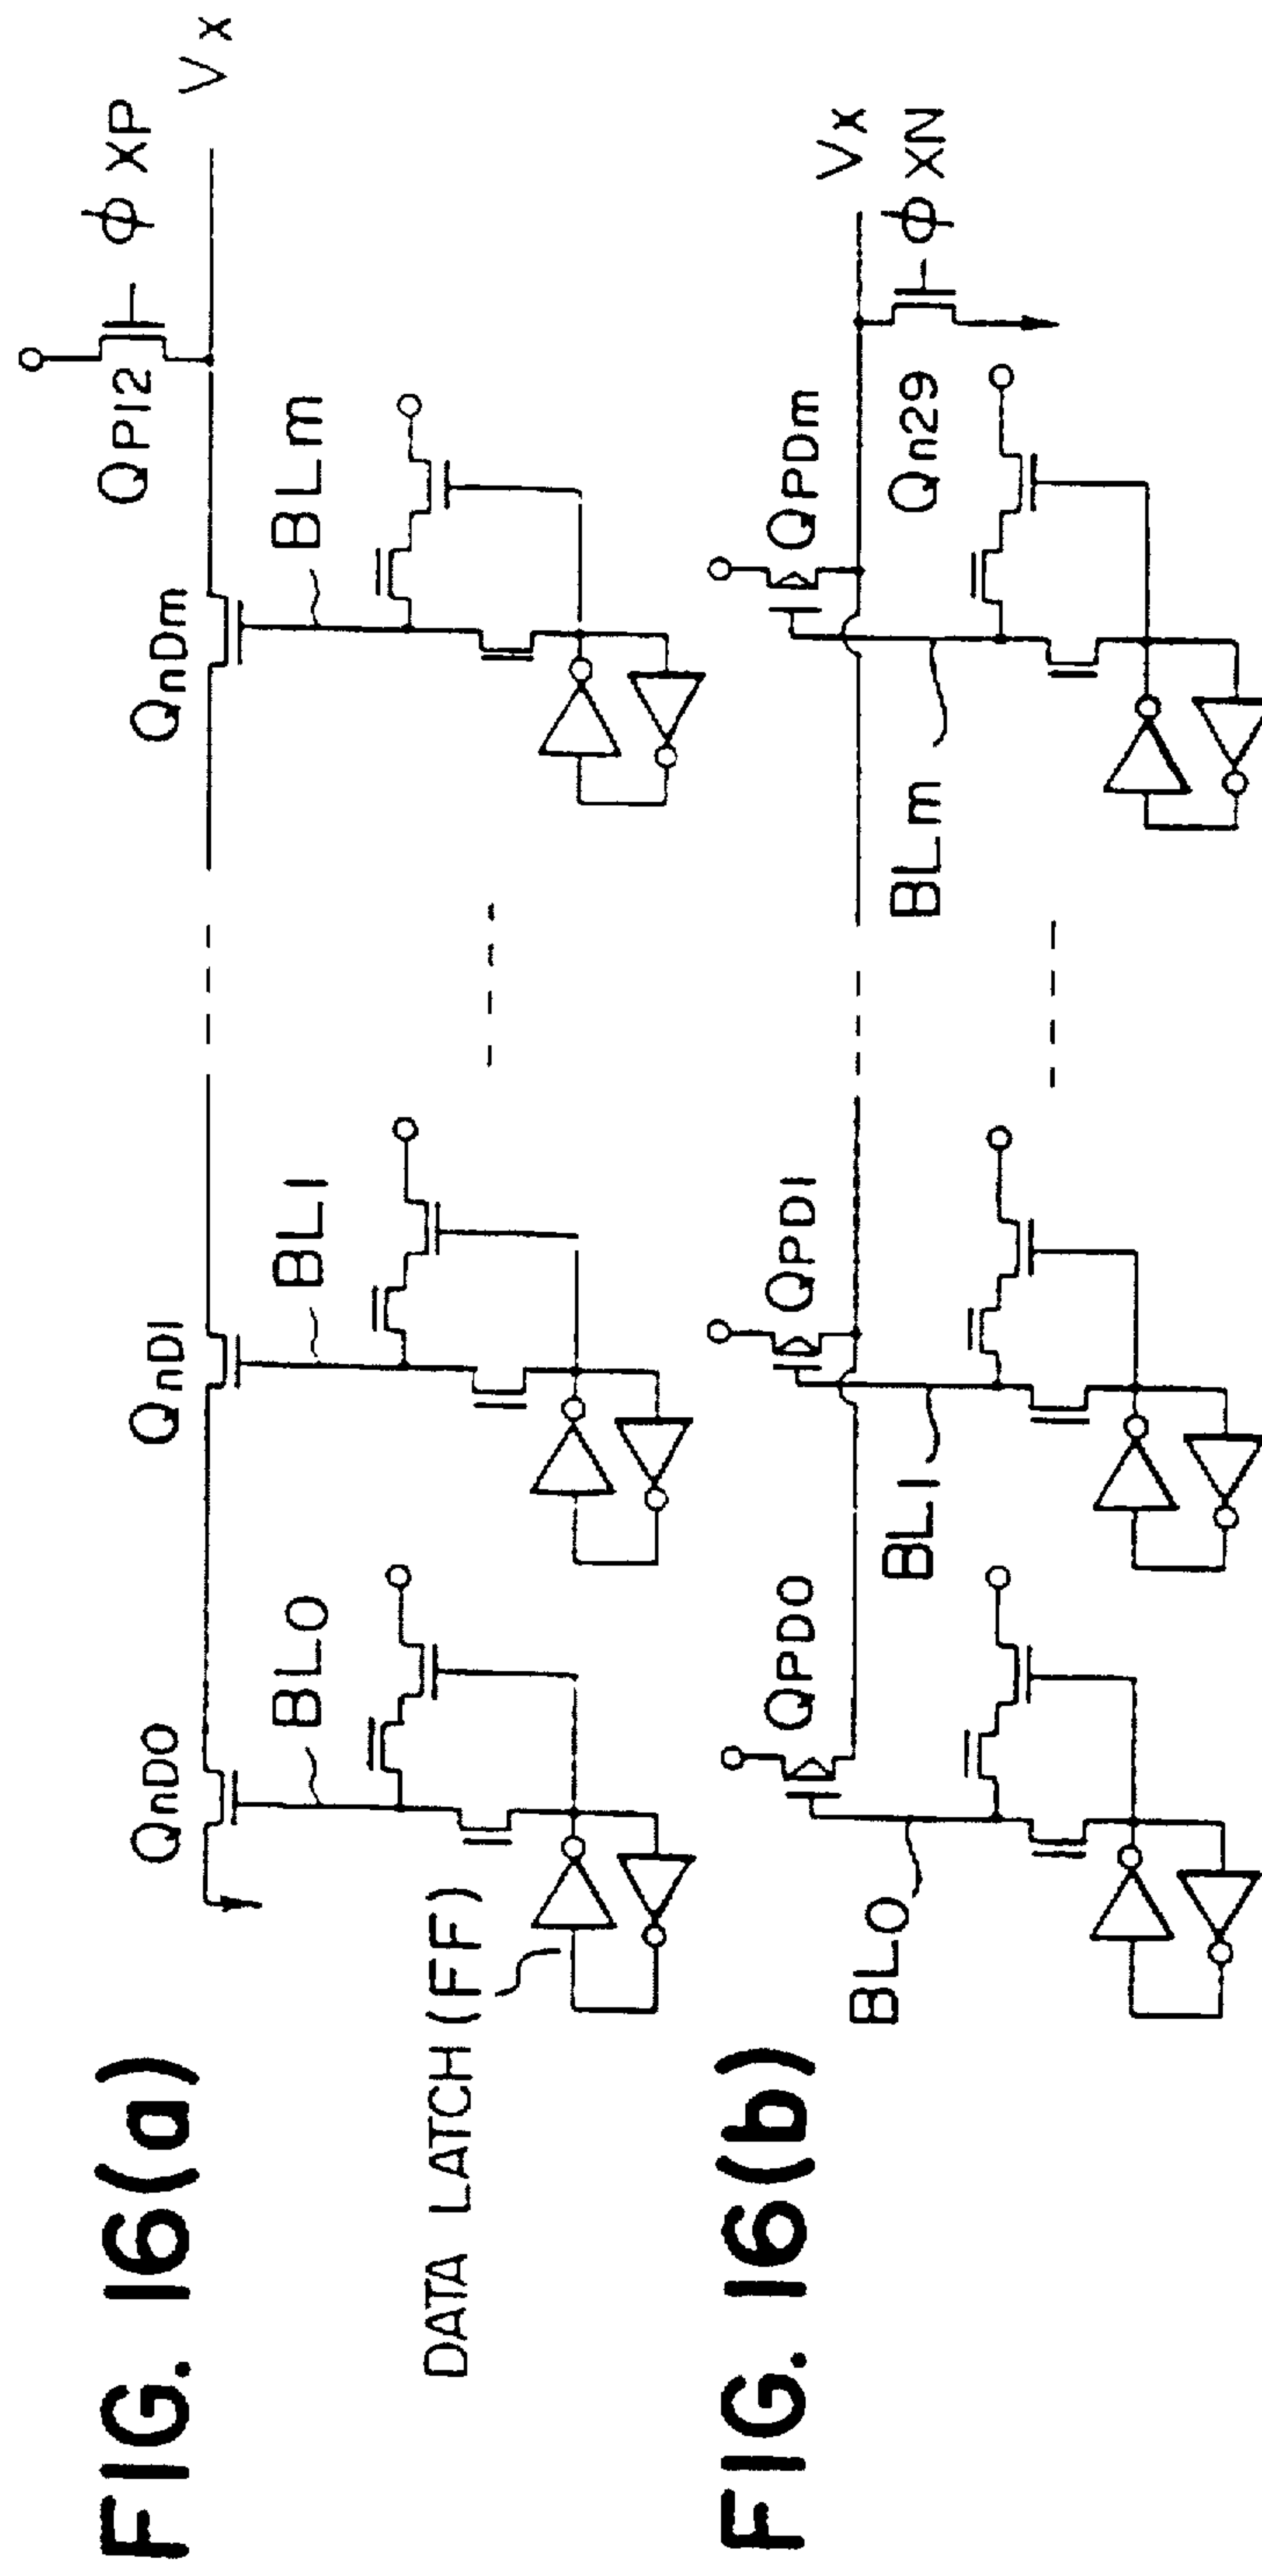 FIG. 16(a)
QnD0
QnD1
QnDm
QP12
φXP
Vx
BL0
BL1
BLm
DATA LATCH (FF)
FIG. 16(b)
QPD0
QPD1
QPDm
Vx
φXN
Qn29
BL0
BL1
BLm